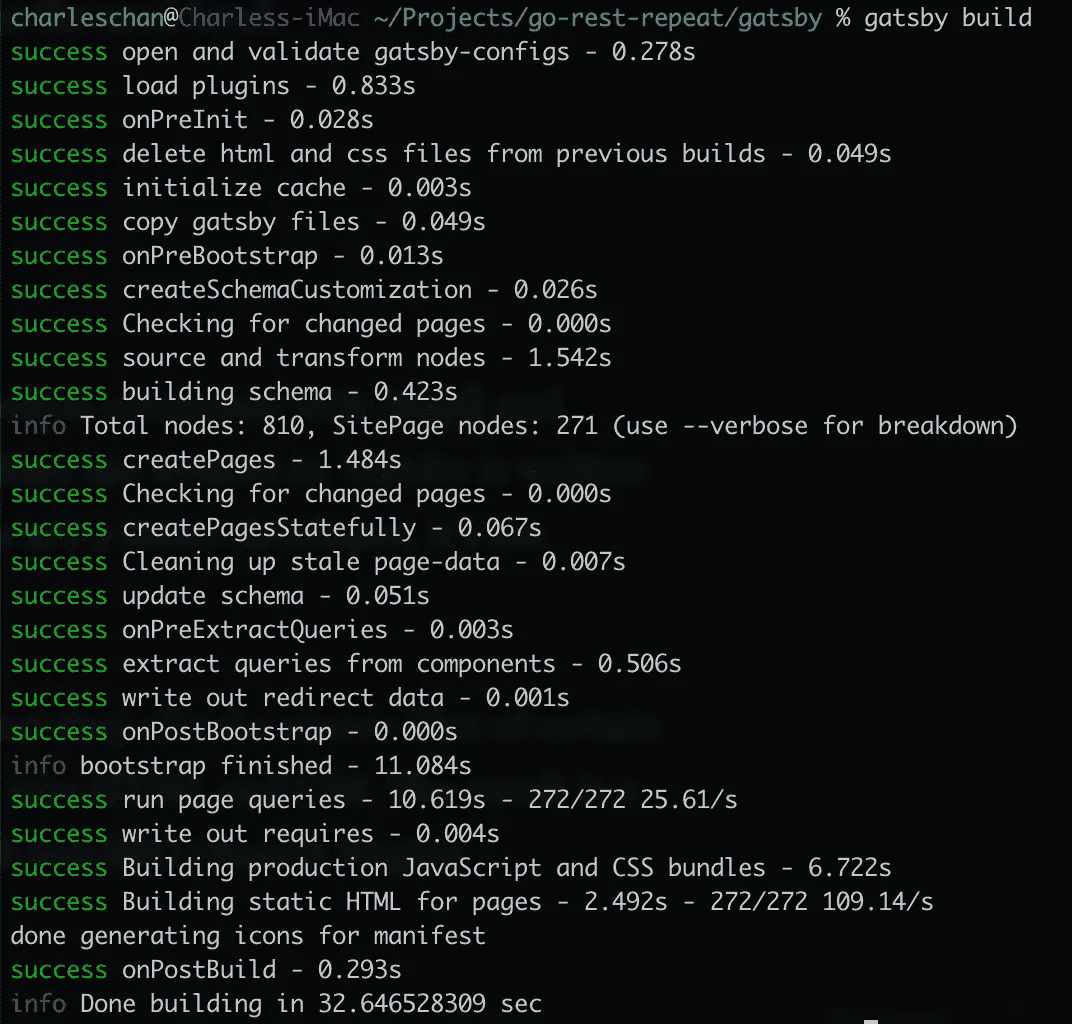 charleschan@Charless-iMac ~/Projects/go-rest-repeat/gatsby % gatsby build
success open and validate gatsby-configs - 0.278s
success load plugins - 0.833s
success onPreInit - 0.028s
success delete html and css files from previous builds - 0.049s
success initialize cache - 0.003s
success copy gatsby files - 0.049s
success onPreBootstrap - 0.013s
success createSchemaCustomization - 0.026s
success Checking for changed pages - 0.000s
success source and transform nodes - 1.542s
success building schema - 0.423s
info Total nodes: 810, SitePage nodes: 271 (use --verbose for breakdown)
success createPages - 1.484s
success Checking for changed pages - 0.000s
success createPagesStatefully - 0.067s
success Cleaning up stale page-data - 0.007s
success update schema - 0.051s
success onPreExtractQueries - 0.003s
success extract queries from components - 0.506s
success write out redirect data - 0.001s
success onPostBootstrap - 0.000s
info bootstrap finished - 11.084s
success run page queries - 10.619s - 272/272 25.61/s
success write out requires - 0.004s
success Building production JavaScript and CSS bundles - 6.722s
success Building static HTML for pages - 2.492s - 272/272 109.14/s
done generating icons for manifest
success onPostBuild - 0.293s
info Done building in 32.646528309 sec